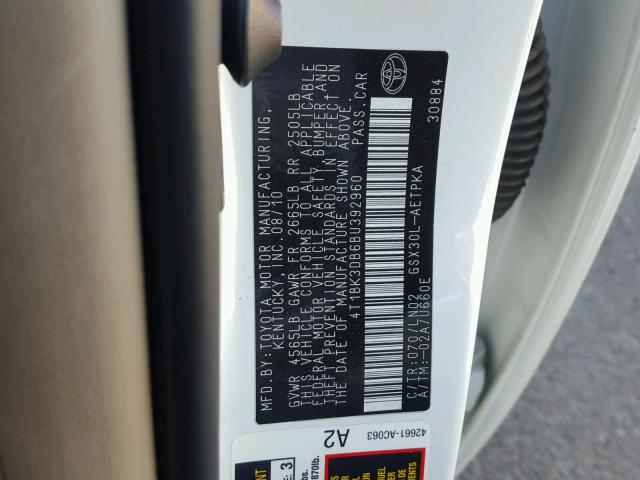 MFD.BY:TOYOTA MOTOR MANUFACTURING,
KENTUCKY, INC. 08/10
GVWR 4565LB GAWR FR 2665LB RR 2505LB
THIS VEHICLE CONFORMS TO ALL APPLICABLE
FEDERAL MOTOR VEHICLE SAFETY, BUMPER, AND
THEFT PREVENTION STANDARDS IN EFFECT ON
THE DATE OF MANUFACTURE SHOWN ABOVE.
4T1BK3DB6BU392960 PASS. CAR
C/TR:070/LN02 GSX30L-AETPKA
A/TM:-02A/U660E 30884
A2
42661-AC063
3
870lb.